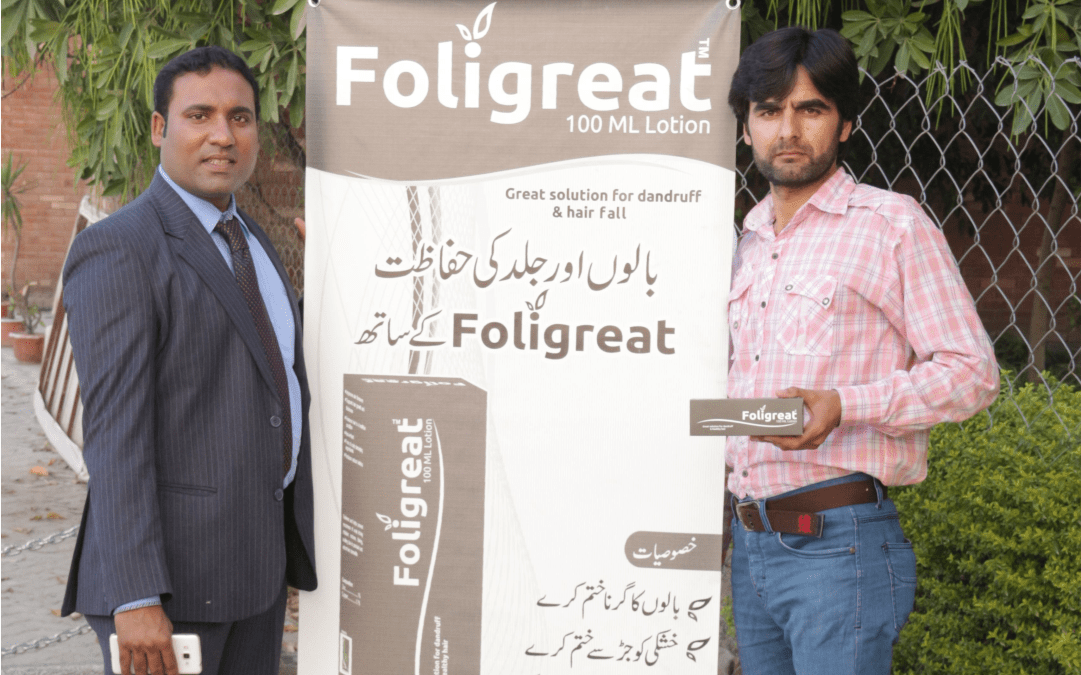 Foligreat™
100 ML Lotion
Great solution for dandruff
& hair fall
بالوں اور جلد کی حفاظت
Foligreat کے ساتھ
Foligreat™
100 ML Lotion
Foligreat
خصوصیات
بالوں کا گرنا ختم کرے
خشکی کو جڑ سے ختم کرے